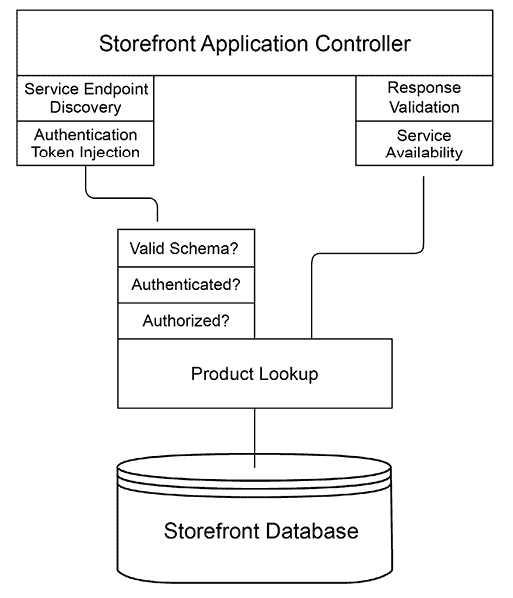 Storefront Application Controller
Service Endpoint
Discovery
Authentication
Token Injection
Response
Validation
Service
Availability
Valid Schema?
Authenticated?
Authorized?
Product Lookup
Storefront Database